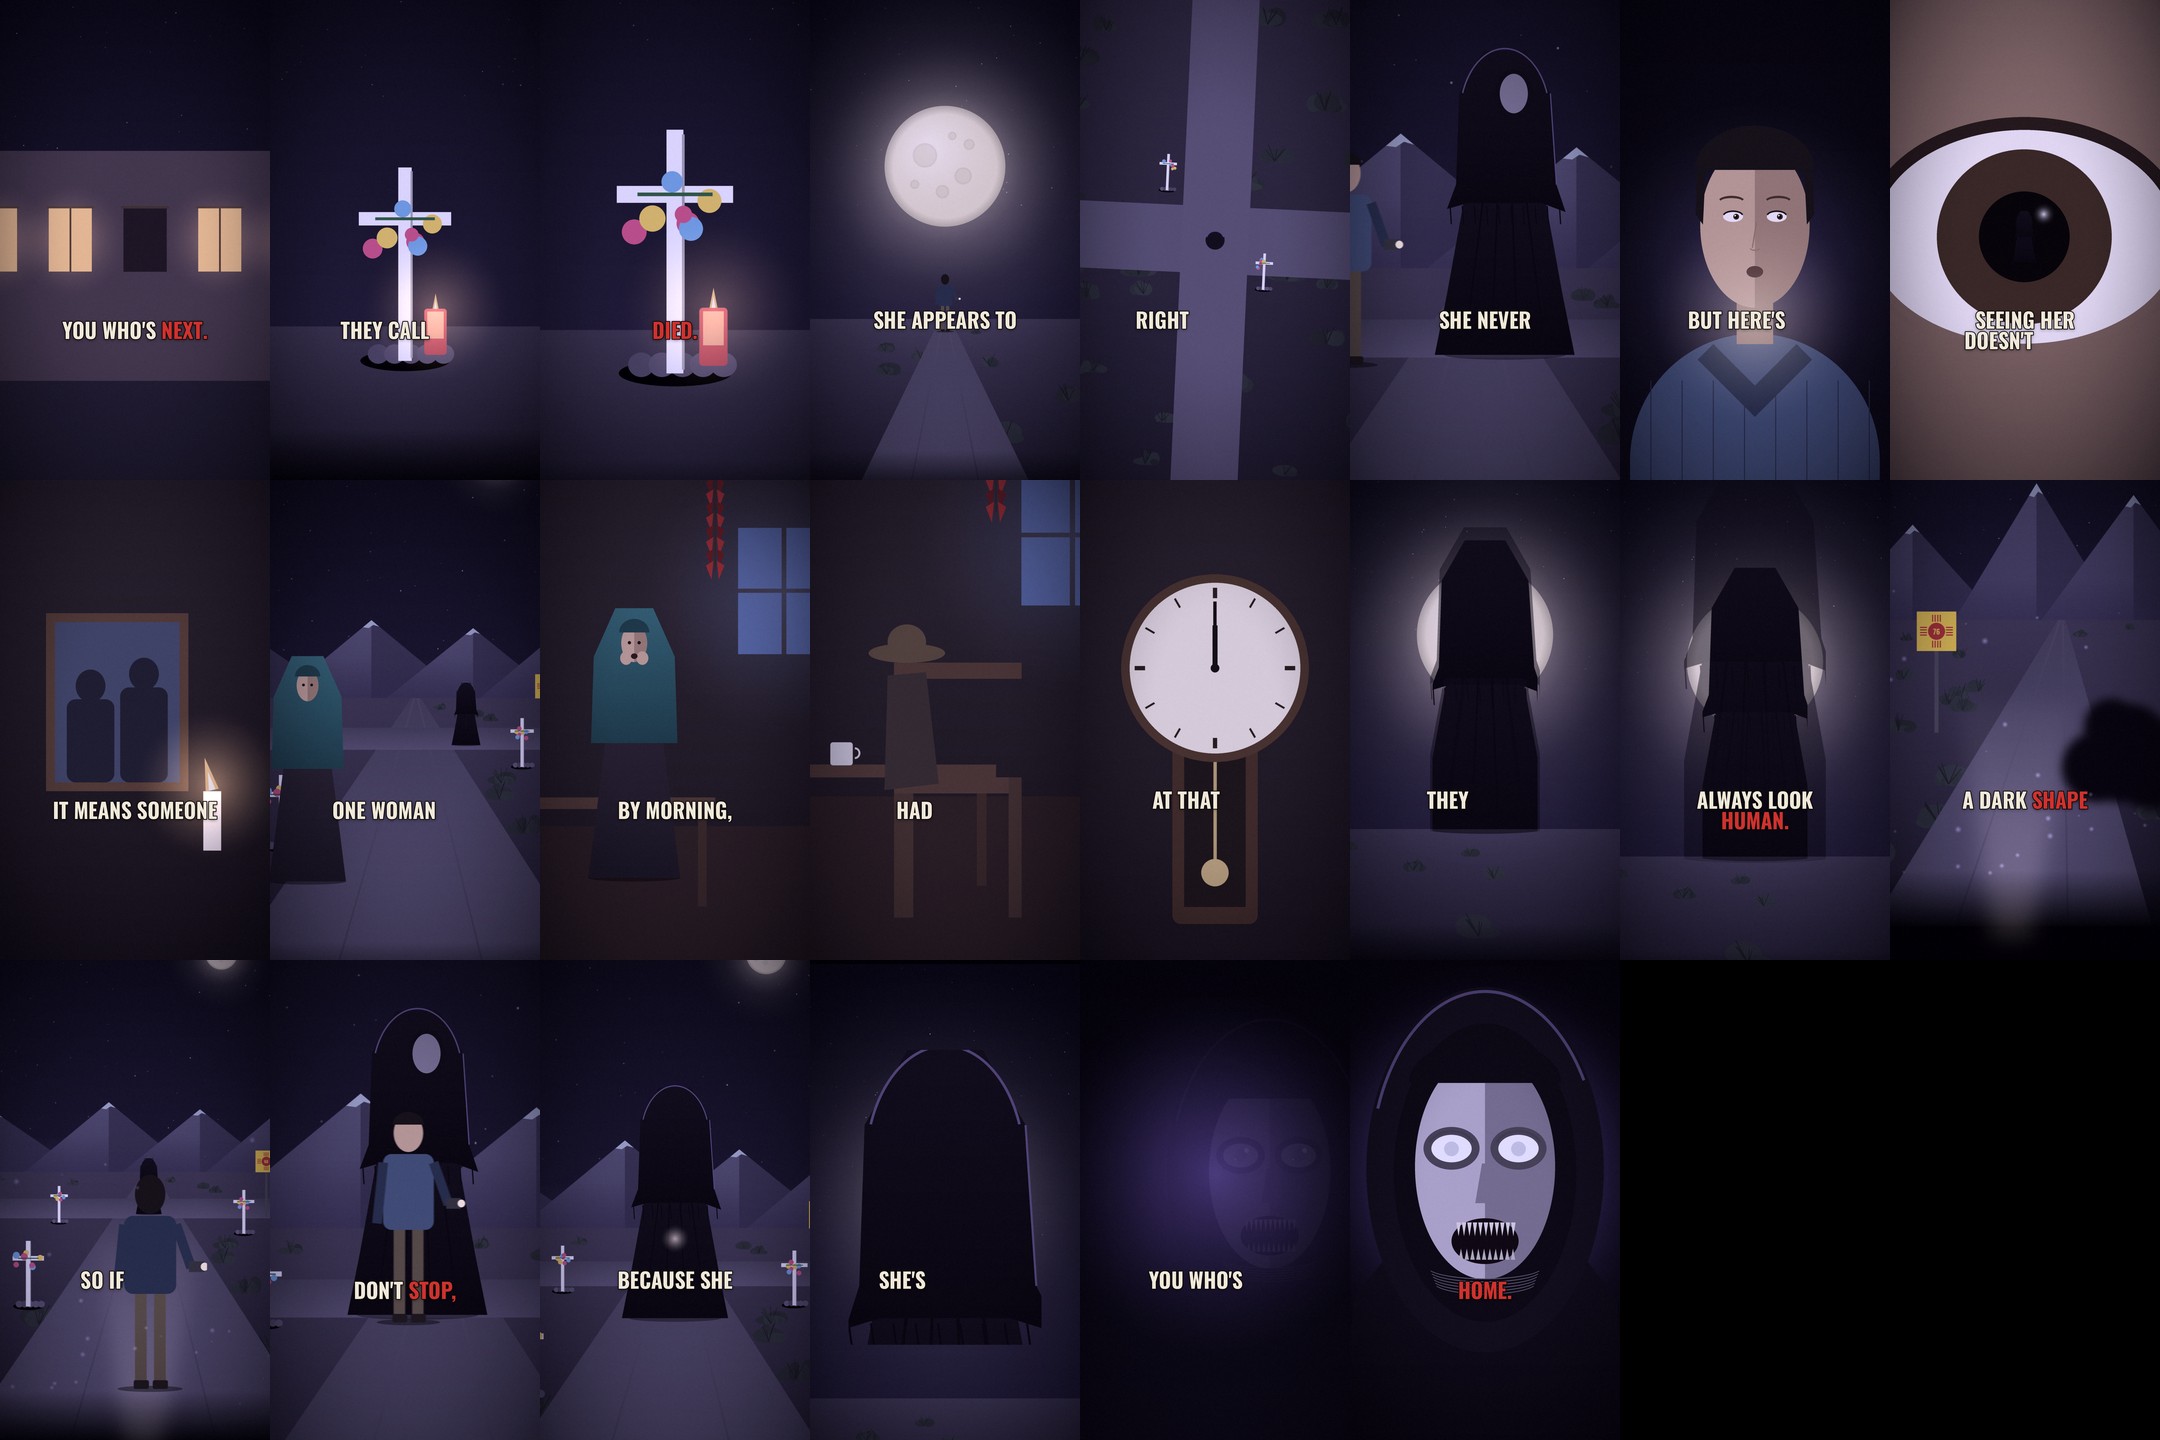 YOU WHO'S NEXT.
THEY CALL
DIED.
SHE APPEARS TO
RIGHT
SHE NEVER
BUT HERE'S
SEEING HER
DOESN'T
IT MEANS SOMEONE
ONE WOMAN
BY MORNING,
HAD
AT THAT
THEY
ALWAYS LOOK
HUMAN.
76
A DARK SHAPE
SO IF
DON'T STOP,
BECAUSE SHE
SHE'S
YOU WHO'S
HOME.